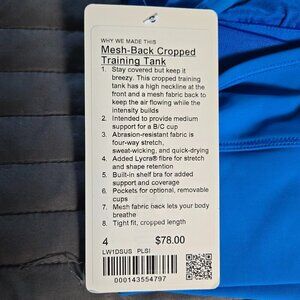 WHY WE MADE THIS
Mesh-Back Cropped
Training Tank
1. Stay covered but keep it
breezy. This cropped training
tank has a high neckline at the
front and a mesh fabric back to
keep the air flowing while the
intensity builds
2. Intended to provide medium
support for a B/C cup
3. Abrasion-resistant fabric is
four-way stretch,
sweat-wicking, and quick-drying
4. Added Lycra® fibre for stretch
and shape retention
5. Built-in shelf bra for added
support and coverage
6. Pockets for optional, removable
cups
7. Mesh fabric back lets your body
breathe
8. Tight fit, cropped length
4 $78.00
LW1DSUS PLSI
000143554797